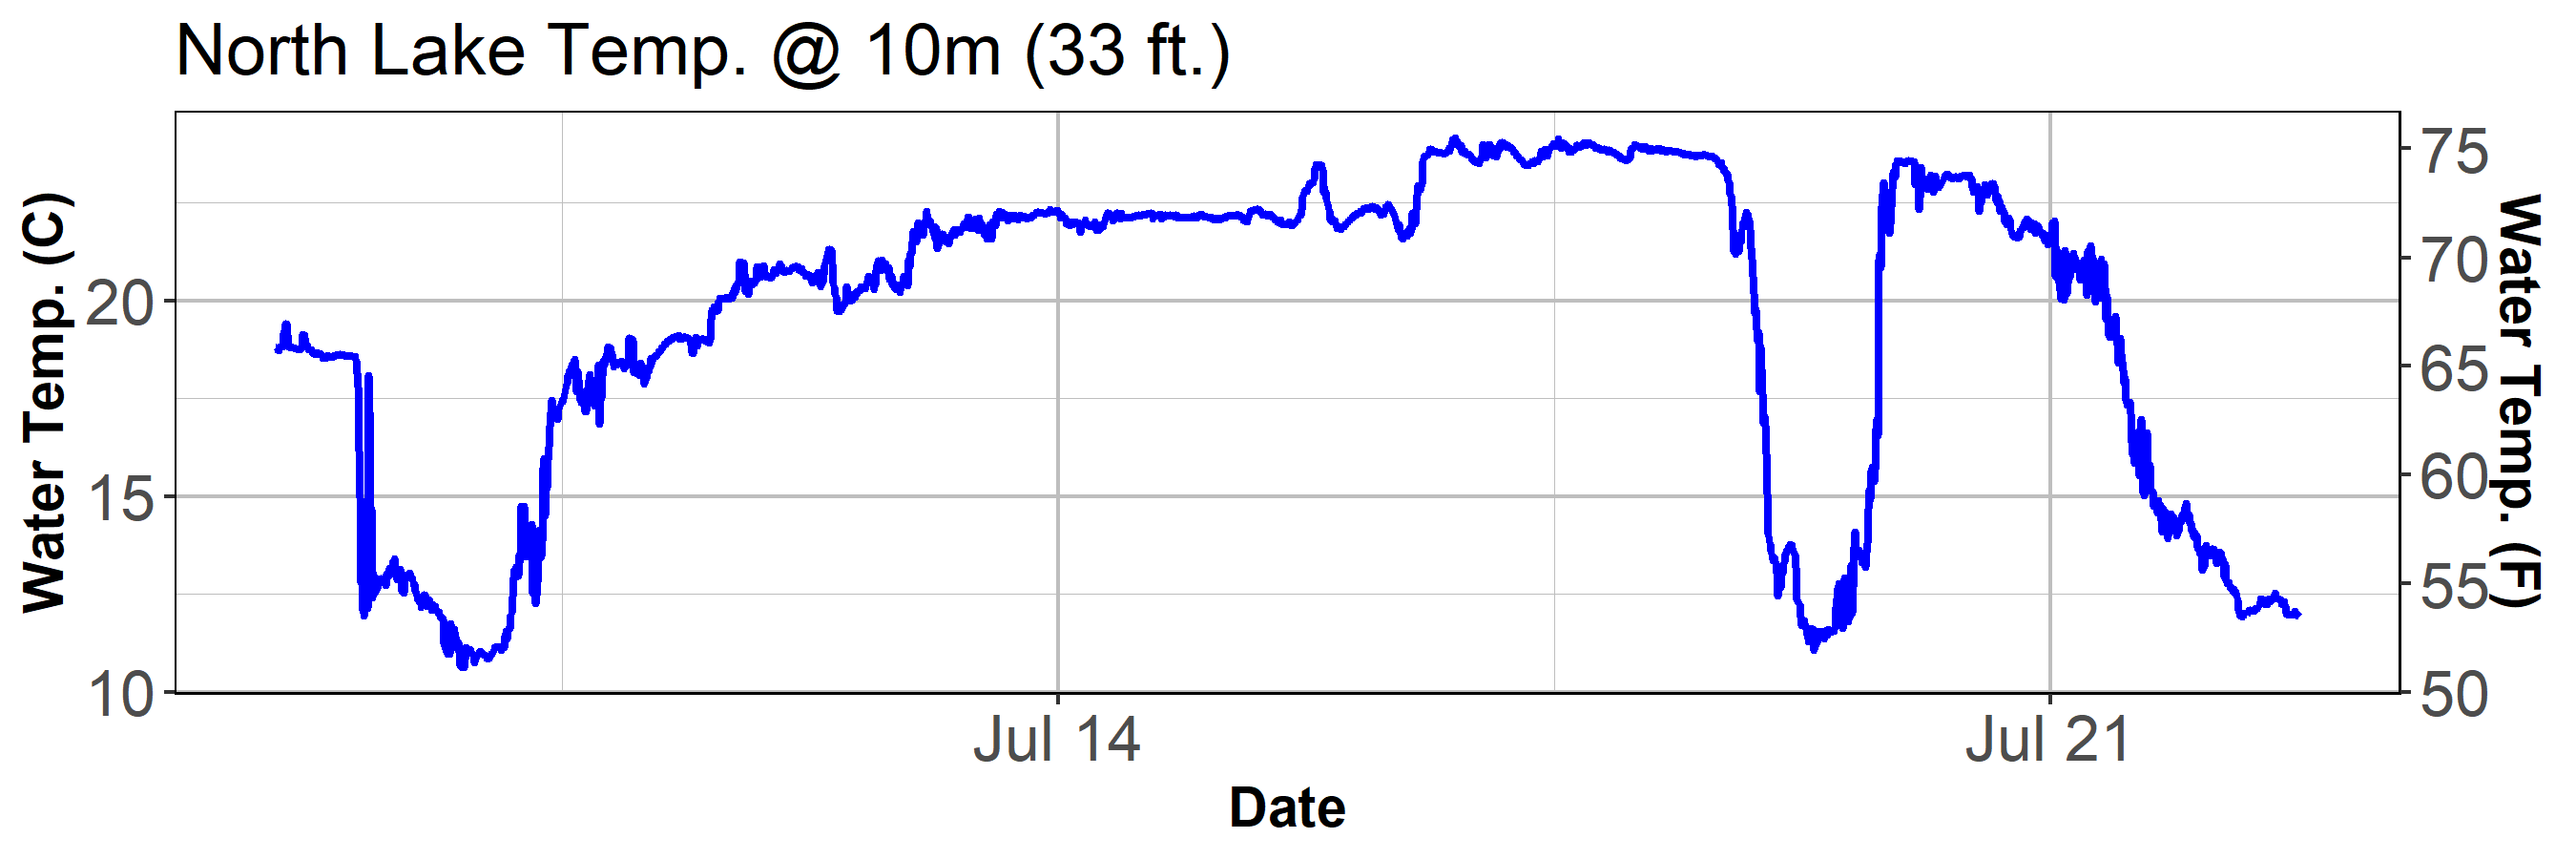 North Lake Temp. @ 10m (33 ft.)
Water Temp. (C)
20
15
10
75
70
65
60
55
50
Water Temp. (F)
Jul 14
Jul 21
Date